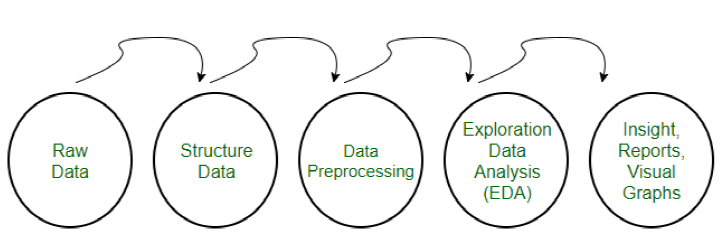 Raw
Data
Structure
Data
Data
Preprocessing
Exploration
Data
Analysis
(EDA)
Insight,
Reports,
Visual
Graphs